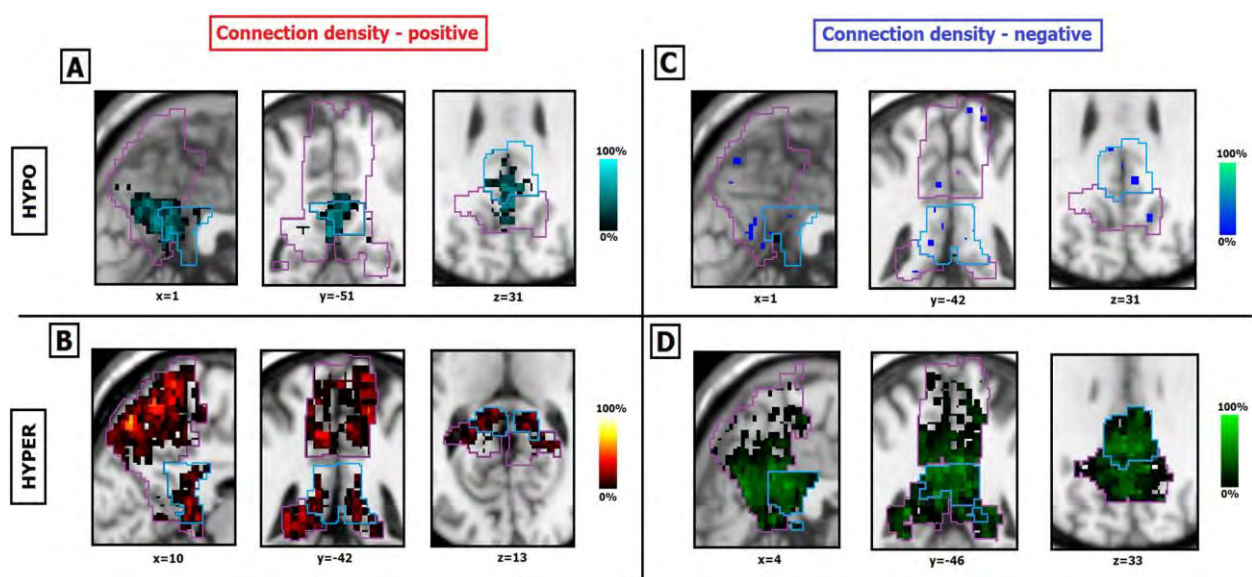 Connection density - positive
Connection density - negative
A
C
HYPO
100%
0%
x=1
y=-51
z=31
100%
0%
x=1
y=-42
z=31
B
D
HYPER
100%
0%
x=10
y=-42
z=13
100%
0%
x=4
y=-46
z=33